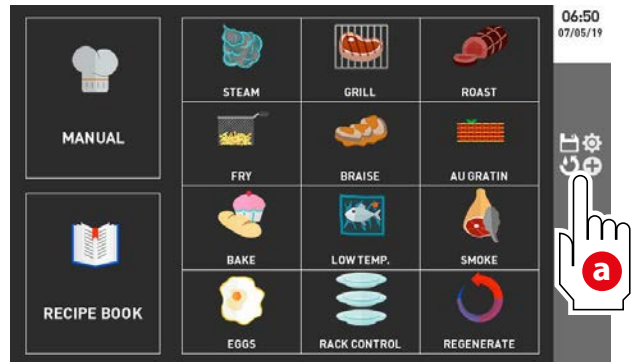 06:50
07/05/19
MANUAL
RECIPE BOOK
STEAM
GRILL
ROAST
FRY
BRAISE
AU GRATIN
BAKE
LOW TEMP.
SMOKE
EGGS
RACK CONTROL
REGENERATE
a